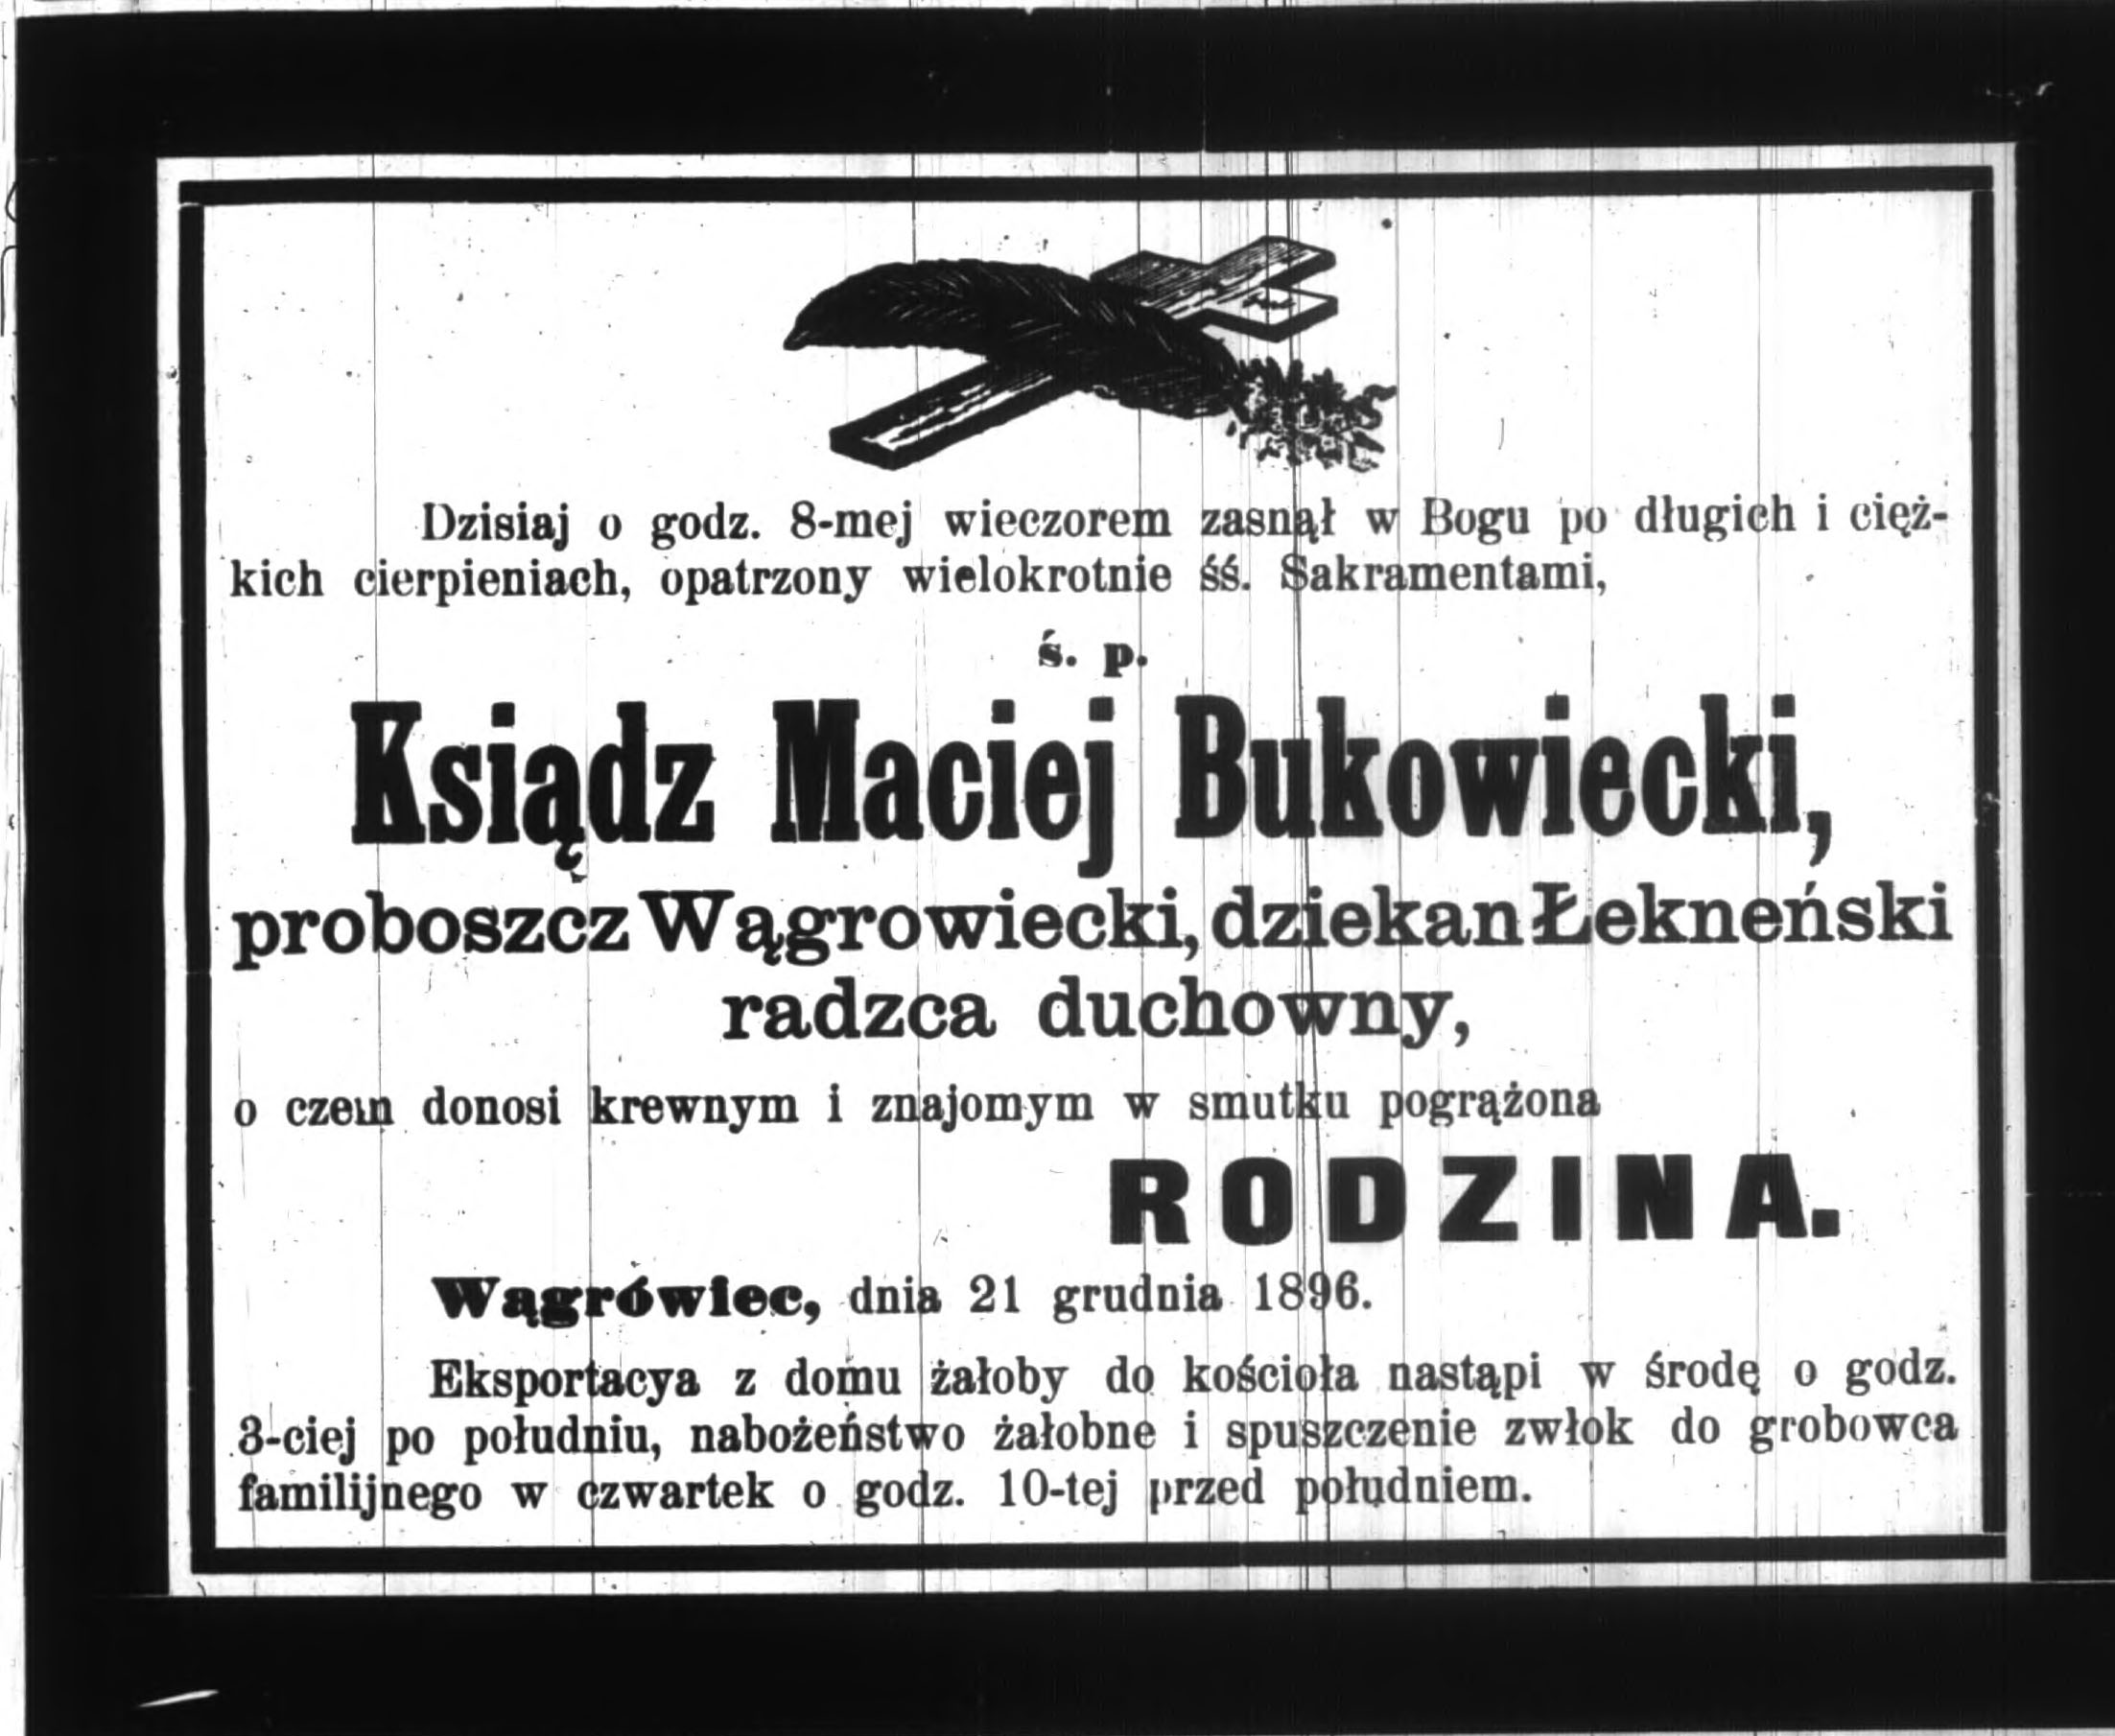 Dzisiaj o godz. 8-mej wieczorem zasnął w Bogu po długich i cięż-
kich cierpieniach, opatrzony wielokrotnie śś. Sakramentami,
ś. p.
Ksiądz Maciej Bukowiecki,
proboszcz Wągrowiecki, dziekan Łekneński
radzca duchowny,
o czem donosi krewnym i znajomym w smutku pogrążona
RODZINA.
Wągrówiec, dnia 21 grudnia 1896.
Eksportacya z domu żałoby do kościoła nastąpi w środę o godz.
3-ciej po południu, nabożeństwo żałobne i spuszczenie zwłok do grobowca
familijnego w czwartek o godz. 10-tej przed południem.